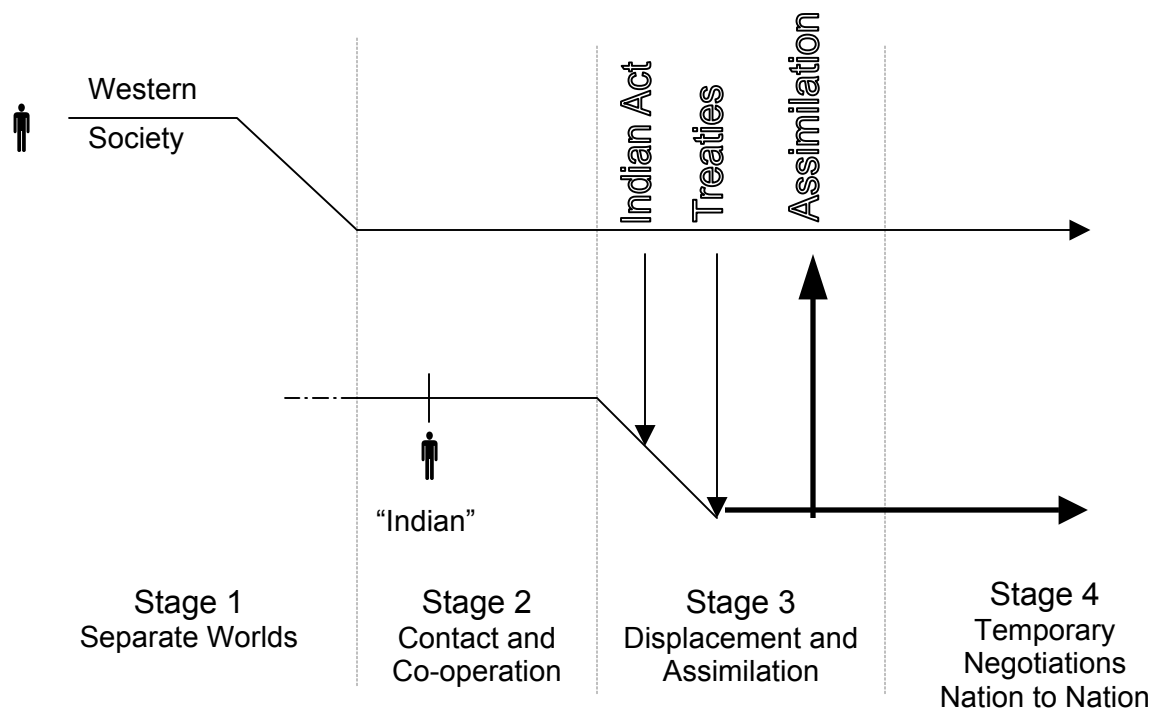 Western
Society
Indian Act
Treaties
Assimilation
“Indian”
Stage 1
Separate Worlds
Stage 2
Contact and
Co-operation
Stage 3
Displacement and
Assimilation
Stage 4
Temporary
Negotiations
Nation to Nation